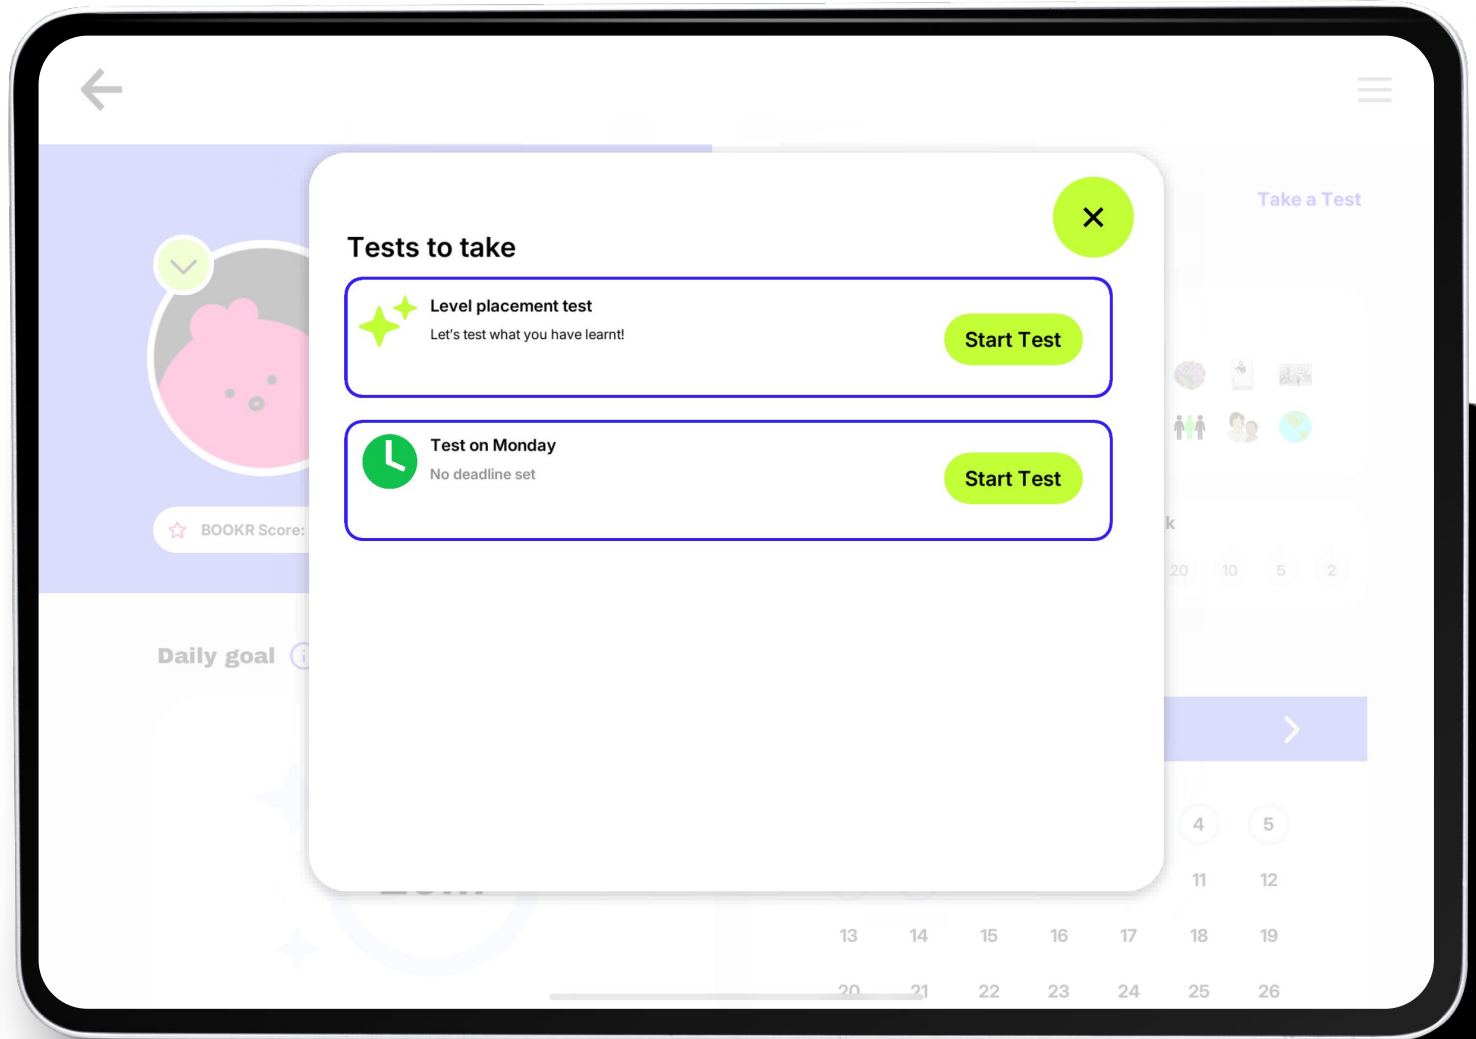 Take a Test
Tests to take
Level placement test
Let's test what you have learnt!
Start Test
Test on Monday
No deadline set
Start Test
BOOKR Score:
k
20 10 5 2
Daily goal
4 5
11 12
13 14 15 16 17 18 19
20 21 22 23 24 25 26